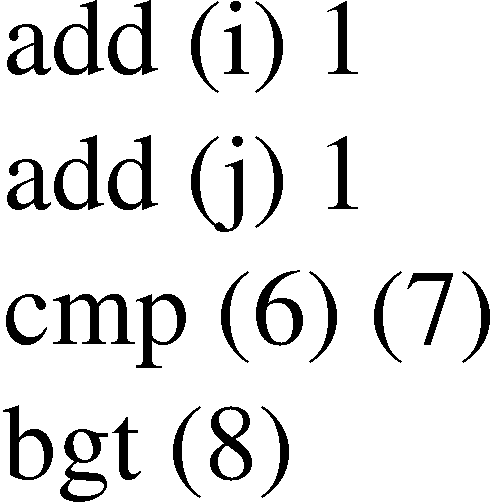 add (i) 1
add (j) 1
cmp (6) (7)
bgt (8)